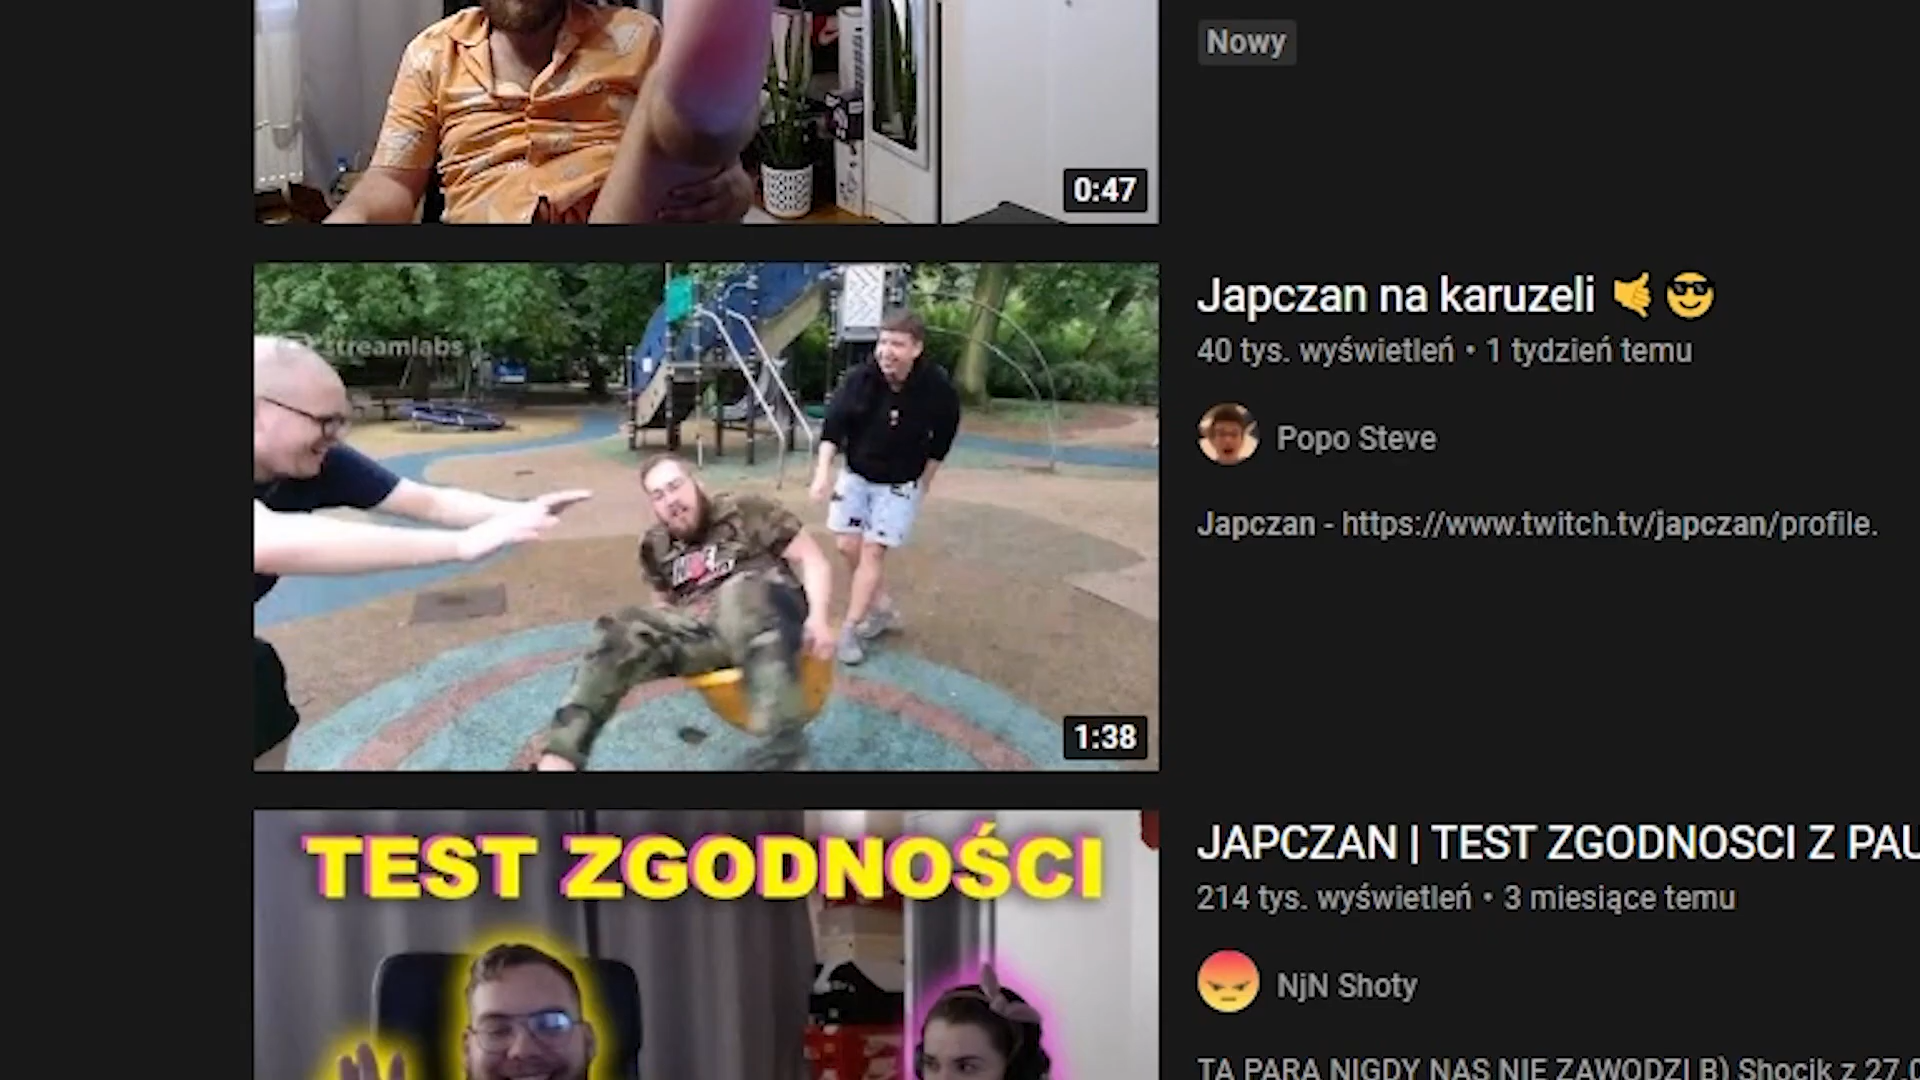 Nowy
0:47
streamlabs
Japczan na karuzeli 🤙😎
40 tys. wyświetleń • 1 tydzień temu
Popo Steve
Japczan - https://www.twitch.tv/japczan/profile.
1:38
TEST ZGODNOŚCI
JAPCZAN | TEST ZGODNOSCI Z PAU
214 tys. wyświetleń • 3 miesiące temu
NjN Shoty
TA PARA NIGDY NAS NIE ZAWODZI B) Shocik z 27.0